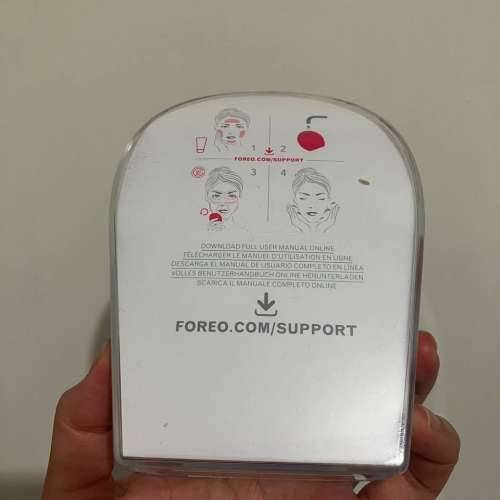 1
2
FOREO.COM/SUPPORT
3
4
DOWNLOAD FULL USER MANUAL ONLINE
TÉLÉCHARGER LE MANUEL D'UTILISATION EN LIGNE
DESCARGA EL MANUAL DE USUARIO COMPLETO EN LÍNEA
VOLLES BENUTZERHANDBUCH ONLINE HERUNTERLADEN
SCARICA IL MANUALE COMPLETO ONLINE
FOREO.COM/SUPPORT